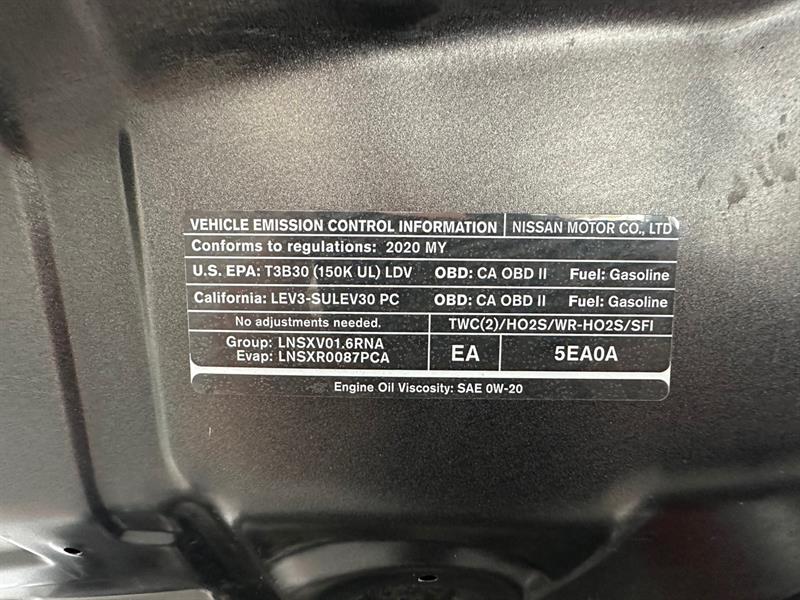 VEHICLE EMISSION CONTROL INFORMATION NISSAN MOTOR CO., LTD
Conforms to regulations: 2020 MY
U.S. EPA: T3B30 (150K UL) LDV OBD: CA OBD II Fuel: Gasoline
California: LEV3-SULEV30 PC OBD: CA OBD II Fuel: Gasoline
No adjustments needed. TWC(2)/HO2S/WR-HO2S/SFI
Group: LNSXV01.6RNA
Evap: LNSXR0087PCA
EA 5EA0A
Engine Oil Viscosity: SAE 0W-20